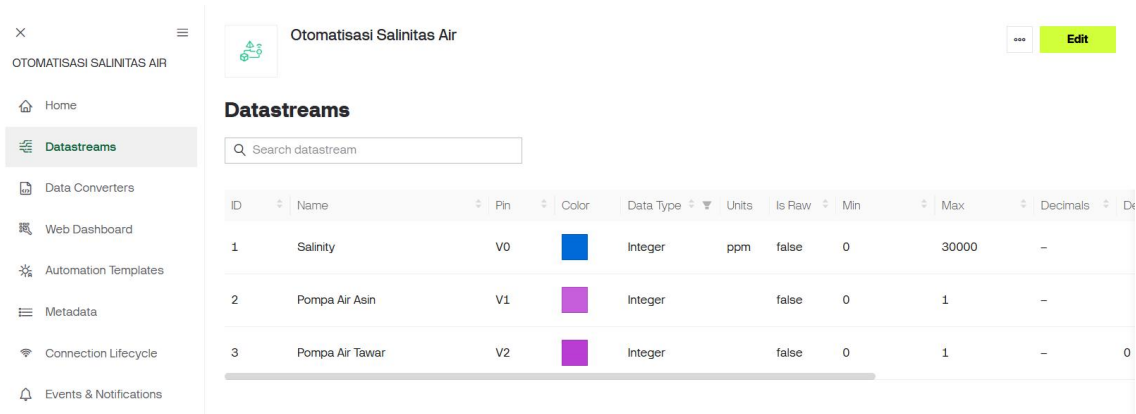 OTOMATISASI SALINITAS AIR
Home
Datastreams
Data Converters
Web Dashboard
Automation Templates
Metadata
Connection Lifecycle
Events & Notifications
Otomatisasi Salinitas Air
Edit
Datastreams
Search datastream
ID Name Pin Color Data Type Units Is Raw Min Max Decimals De
1 Salinity V0 Integer ppm false 0 30000 –
2 Pompa Air Asin V1 Integer false 0 1 –
3 Pompa Air Tawar V2 Integer false 0 1 – 0